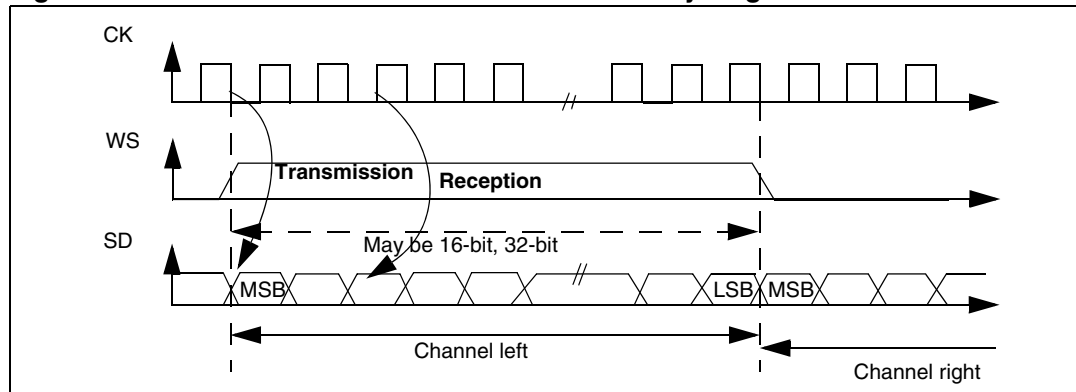 CK
WS
Transmission
Reception
May be 16-bit, 32-bit
SD
MSB
LSB
MSB
Channel left
Channel right